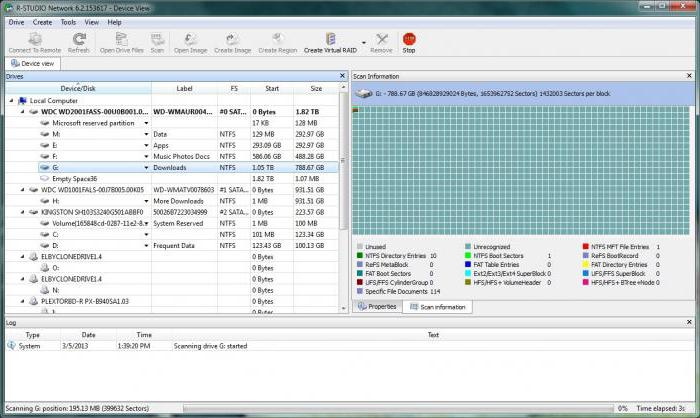 R-STUDIO Network 6.2.153617 - Device View
Drive Create Tools View Help
Connect To Remote Refresh Open Drive Files Scan Open Image Create Image Create Region Create Virtual RAID Remove Stop
Device view
Drives
Device/Disk Label FS Start Size
Local Computer
WDC WD2001FASS-00U0B001.0... WD-WMAUR004... #0 SATA... 0 Bytes 1.82 TB
Microsoft reserved partition 17 KB 128 MB
M: Data NTFS 129 MB 292.97 GB
E: Apps NTFS 293.09 GB 292.97 GB
F: Music Photos Docs NTFS 586.06 GB 488.28 GB
G: Downloads NTFS 1.05 TB 788.67 GB
Empty Space36 1.82 TB 1.07 MB
WDC WD1001FALS-00J7B005.00K05 WD-WMATV0078603 #1 SATA... 0 Bytes 931.51 GB
H: More Downloads NTFS 1 MB 931.51 GB
KINGSTON SH103S3240G501ABBF0 50026B7223034999 #2 SATA... 0 Bytes 223.57 GB
Volume(165848cd-0287-11e2-8... System Reserved NTFS 1 MB 100 MB
C: NTFS 101 MB 123.34 GB
D: Frequent Data NTFS 123.43 GB 100.13 GB
ELBYCLONEDRIVE1.4 0 Bytes 0 Bytes
O: 0 Bytes 0 Bytes
ELBYCLONEDRIVE1.4 0 Bytes 0 Bytes
N: 0 Bytes 0 Bytes
PLEXTORBD-R PX-B940SA1.03 0 Bytes 0 Bytes
Scan Information
G: - 788.67 GB (846828929024 Bytes, 1653962752 Sectors) 1432003 Sectors per block
Unused Unrecognized NTFS MFT File Entries 1
NTFS Directory Entries 10 NTFS Boot Sectors 1 ReFS BootRecord 0
ReFS MetaBlock 0 FAT Table Entries 0 FAT Directory Entries 0
FAT Boot Sectors 0 Ext2/Ext3/Ext4 SuperBlock 0 UFS/FFS SuperBlock 0
UFS/FFS CylinderGroup 0 HFS/HFS+ VolumeHeader 0 HFS/HFS+ BTree+Node 0
Specific File Documents 114
Properties Scan information
Log
Type Date Time Text
System 3/5/2013 1:39:20 PM Scanning drive G: started
Scanning G: position: 195.13 MB (399632 Sectors) 0% Time elapsed: 3s